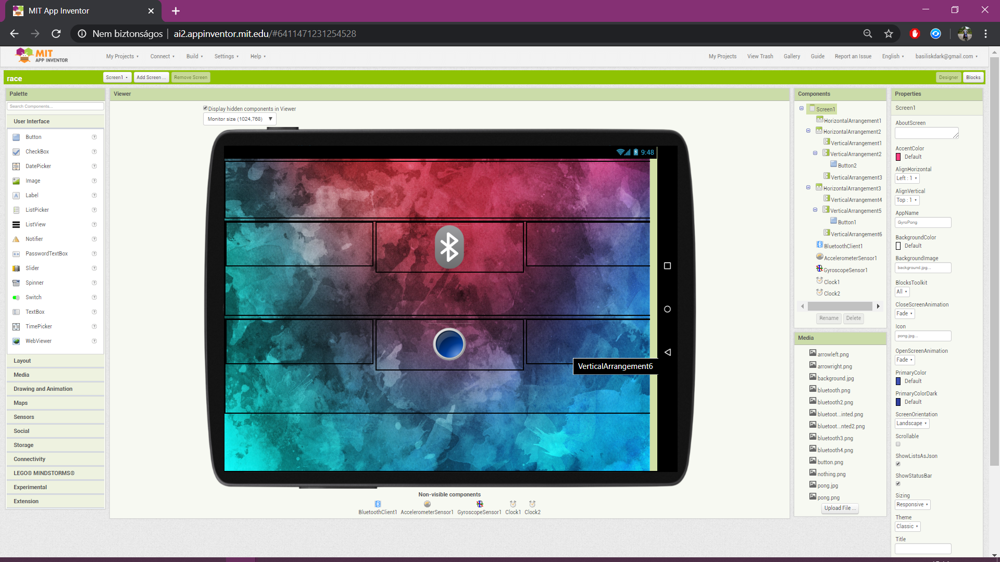 MIT App Inventor
Nem biztonságos | ai2.appinventor.mit.edu/#6411471231254528
MIT
APP INVENTOR
My Projects Connect Build Settings Help My Projects View Trash Gallery Guide Report an Issue English basiliskdark@gmail.com
race Screen1 Add Screen ... Remove Screen Designer Blocks
Palette
Search Components...
User Interface
Button
CheckBox
DatePicker
Image
Label
ListPicker
ListView
Notifier
PasswordTextBox
Slider
Spinner
Switch
TextBox
TimePicker
WebViewer
Layout
Media
Drawing and Animation
Maps
Sensors
Social
Storage
Connectivity
LEGO® MINDSTORMS®
Experimental
Extension
Viewer
Display hidden components in Viewer
Monitor size (1024,768)
9:48
VerticalArrangement6
Non-visible components
BluetoothClient1 AccelerometerSensor1 GyroscopeSensor1 Clock1 Clock2
Components
Screen1
HorizontalArrangement1
HorizontalArrangement2
VerticalArrangement1
VerticalArrangement2
Button2
VerticalArrangement3
HorizontalArrangement3
VerticalArrangement4
VerticalArrangement5
Button1
VerticalArrangement6
BluetoothClient1
AccelerometerSensor1
GyroscopeSensor1
Clock1
Clock2
Rename Delete
Media
arrowleft.png
arrowright.png
background.jpg
bluetooth.png
bluetooth2.png
bluetoot...inted.png
bluetoot...nted2.png
bluetooth3.png
bluetooth4.png
button.png
nothing.png
pong.jpg
pong.png
Upload File ...
Properties
Screen1
AboutScreen
AccentColor
Default
AlignHorizontal
Left : 1
AlignVertical
Top : 1
AppName
GyroPong
BackgroundColor
Default
BackgroundImage
background.jpg...
BlocksToolkit
All
CloseScreenAnimation
Fade
Icon
pong.jpg...
OpenScreenAnimation
Fade
PrimaryColor
Default
PrimaryColorDark
Default
ScreenOrientation
Landscape
Scrollable
ShowListsAsJson
ShowStatusBar
Sizing
Responsive
Theme
Classic
Title